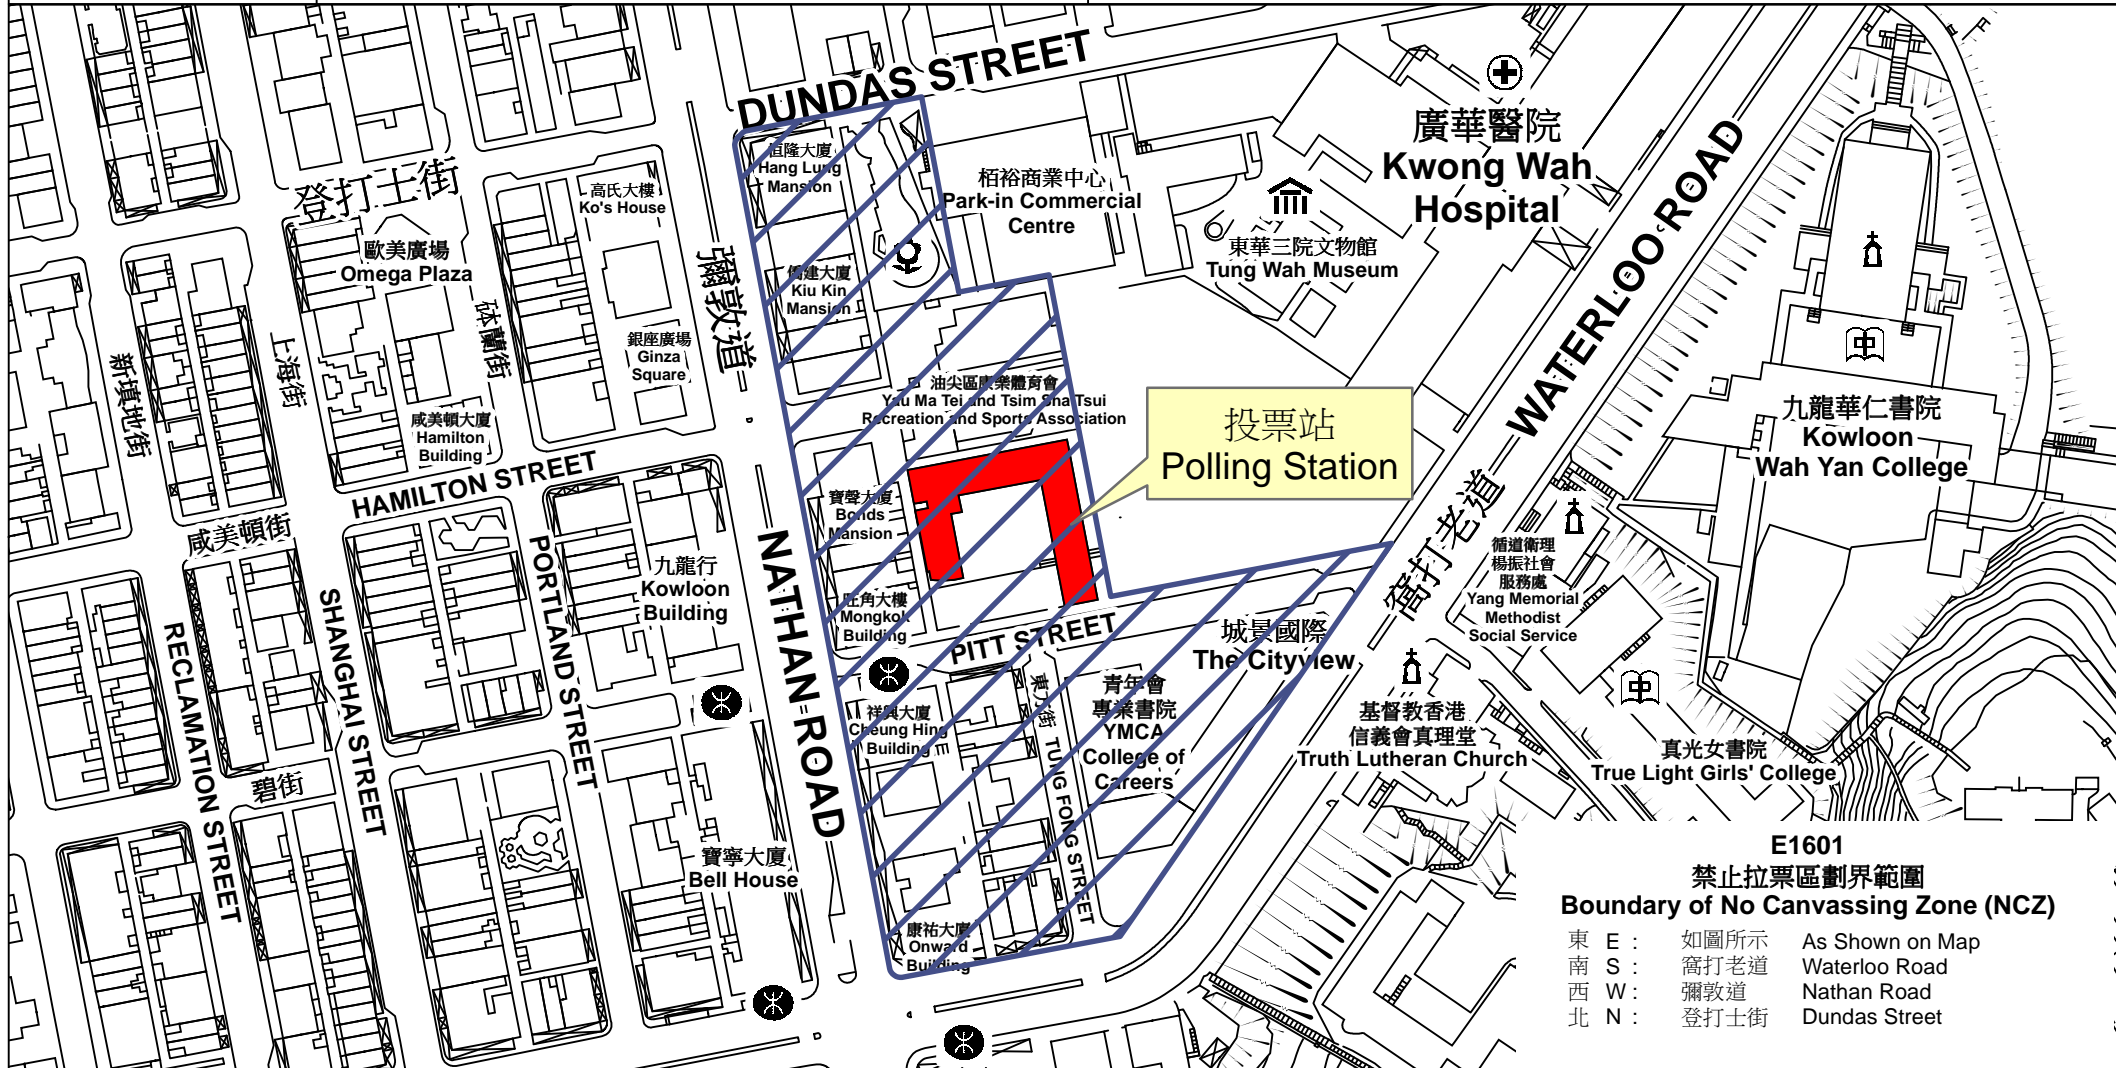 DUNDAS STREET
登打士街
恒隆大廈
Hang Lung
Mansion
高氏大樓
Ko's House
歐美廣場
Omega Plaza
栢裕商業中心
Park-in Commercial
Centre
廣華醫院
Kwong Wah
Hospital
東華三院文物館
Tung Wah Museum
WATERLOO ROAD
彌敦道
僑建大廈
Kiu Kin
Mansion
砵蘭街
上海街
新填地街
銀座廣場
Ginza
Square
咸美頓大廈
Hamilton
Building
油尖區康樂體育會
Yau Ma Tei and Tsim Sha Tsui
Recreation and Sports Association
投票站
Polling Station
九龍華仁書院
Kowloon
Wah Yan College
中
HAMILTON STREET
咸美頓街
寶聲大廈
Bonds
Mansion
窩打老道
循道衛理
楊振社會
服務處
Yang Memorial
Methodist
Social Service
九龍行
Kowloon
Building
NATHAN ROAD
PORTLAND STREET
SHANGHAI STREET
RECLAMATION STREET
旺角大樓
Mongkok
Building
PITT STREET
城景國際
The Cityview
東方街 TUNG FONG STREET
青年會
專業書院
YMCA
College of
Careers
祥興大廈
Cheung Hing
Building
基督教香港
信義會真理堂
Truth Lutheran Church
中
真光女書院
True Light Girls' College
碧街
寶寧大廈
Bell House
康祐大廈
Onward
Building
E1601
禁止拉票區劃界範圍
Boundary of No Canvassing Zone (NCZ)
東 E : 如圖所示 As Shown on Map
南 S : 窩打老道 Waterloo Road
西 W : 彌敦道 Nathan Road
北 N : 登打士街 Dundas Street